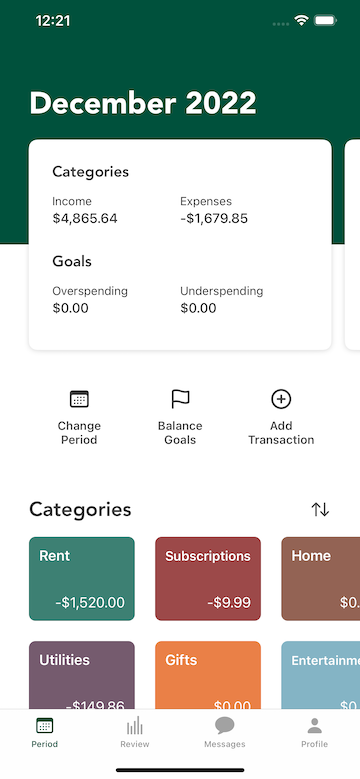 12:21
December 2022
Categories
Income Expenses
$4,865.64 -$1,679.85
Goals
Overspending Underspending
$0.00 $0.00
Change Period
Balance Goals
Add Transaction
Categories
Rent
-$1,520.00
Subscriptions
-$9.99
Home
$0.
Utilities
-$149.86
Gifts
$0.00
Entertainme
$0.
Period Review Messages Profile